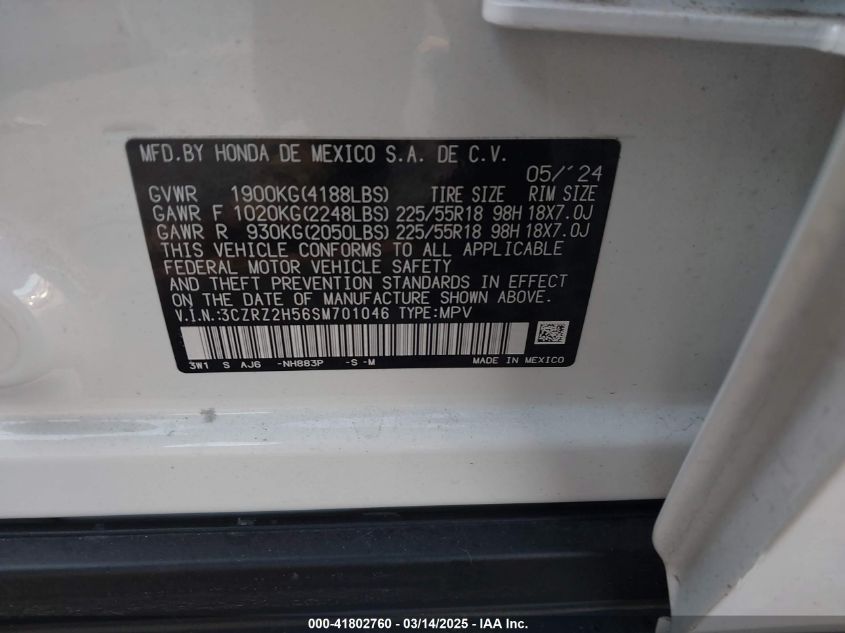 MFD.BY HONDA DE MEXICO S.A. DE C.V.
05/'24
GVWR 1900KG(4188LBS) TIRE SIZE RIM SIZE
GAWR F 1020KG(2248LBS) 225/55R18 98H 18X7.0J
GAWR R 930KG(2050LBS) 225/55R18 98H 18X7.0J
THIS VEHICLE CONFORMS TO ALL APPLICABLE
FEDERAL MOTOR VEHICLE SAFETY
AND THEFT PREVENTION STANDARDS IN EFFECT
ON THE DATE OF MANUFACTURE SHOWN ABOVE.
V.I.N.:3CZRZ2H56SM701046 TYPE:MPV
3W1 S AJ6 -NH883P -S-M MADE IN MEXICO
000-41802760 - 03/14/2025 - IAA Inc.